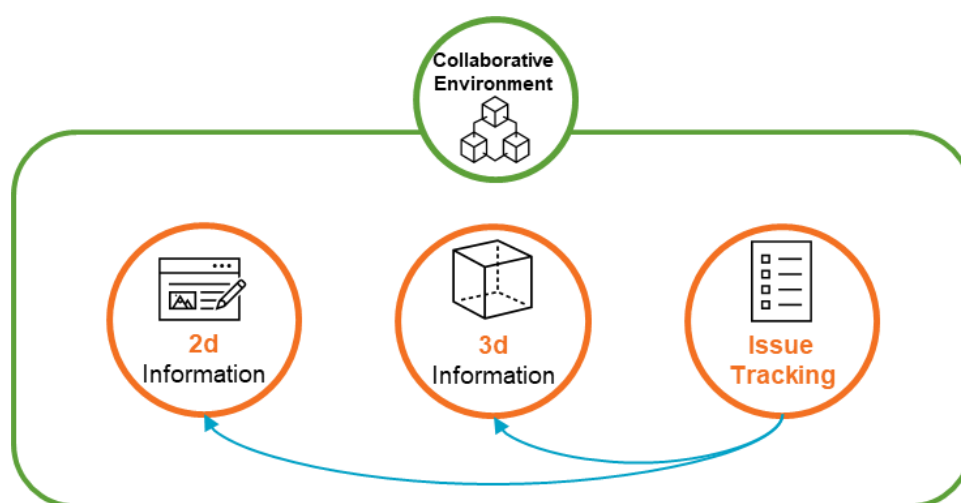 Collaborative
Environment
2d
Information
3d
Information
Issue
Tracking